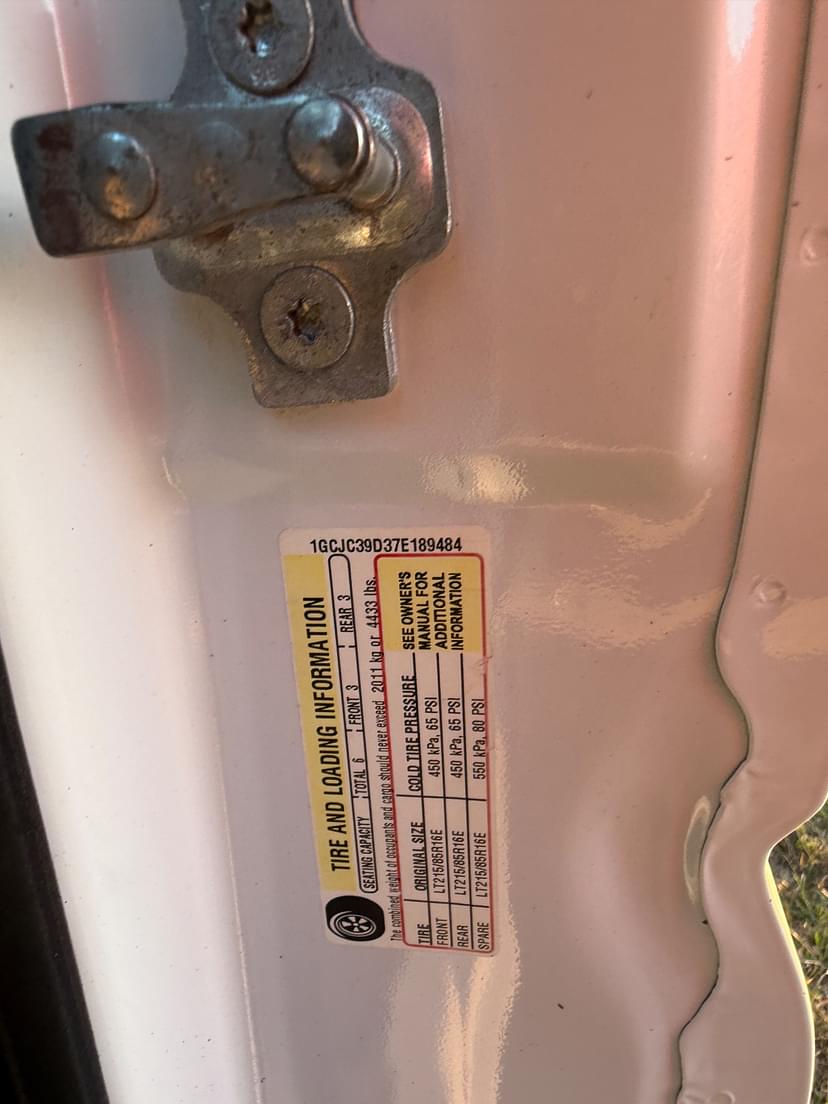 1GCJC39D37E189484
TIRE AND LOADING INFORMATION
SEATING CAPACITY TOTAL 6 FRONT 3 REAR 3
The combined weight of occupants and cargo should never exceed 2011 kg or 4433 lbs.
TIRE ORIGINAL SIZE COLD TIRE PRESSURE
FRONT LT215/85R16E 450 kPa, 65 PSI
REAR LT215/85R16E 450 kPa, 65 PSI
SPARE LT215/85R16E 550 kPa, 80 PSI
SEE OWNER'S
MANUAL FOR
ADDITIONAL
INFORMATION